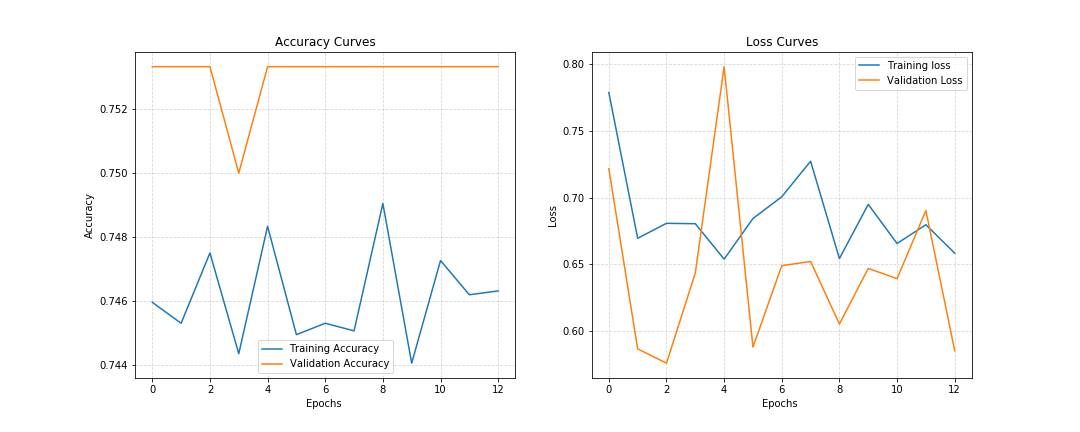 Accuracy Curves
0.752
0.750
0.748
0.746
0.744
Accuracy
Training Accuracy
Validation Accuracy
0 2 4 6 8 10 12
Epochs
Loss Curves
0.80
0.75
0.70
0.65
0.60
Loss
Training loss
Validation Loss
0 2 4 6 8 10 12
Epochs